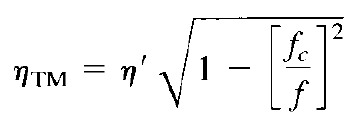 η_TM = η′ √(1 − [f_c / f]²)